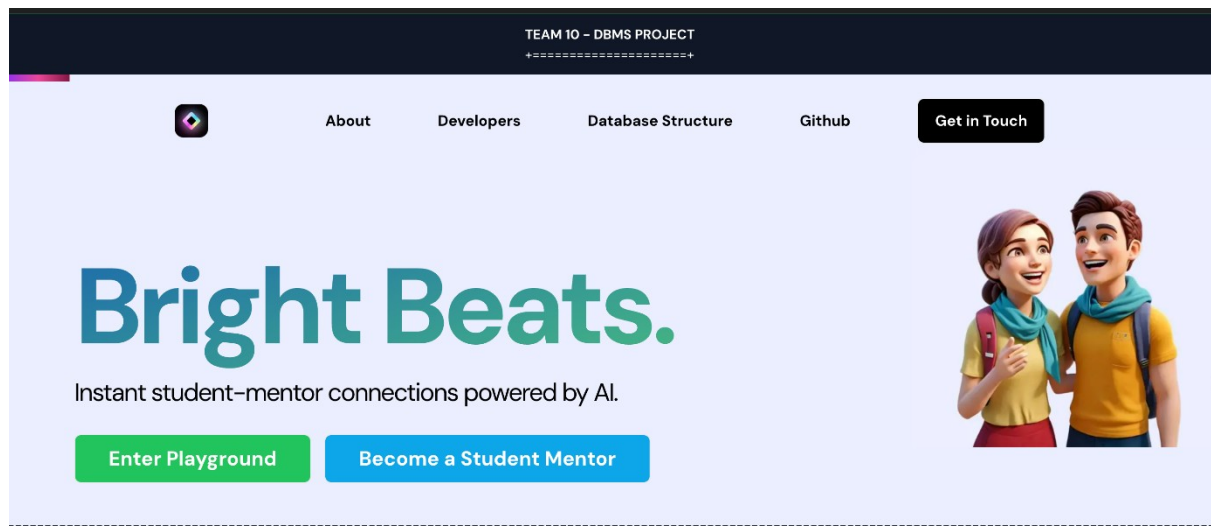 TEAM 10 – DBMS PROJECT
+=====================+
About Developers Database Structure Github Get in Touch
Bright Beats.
Instant student-mentor connections powered by AI.
Enter Playground Become a Student Mentor